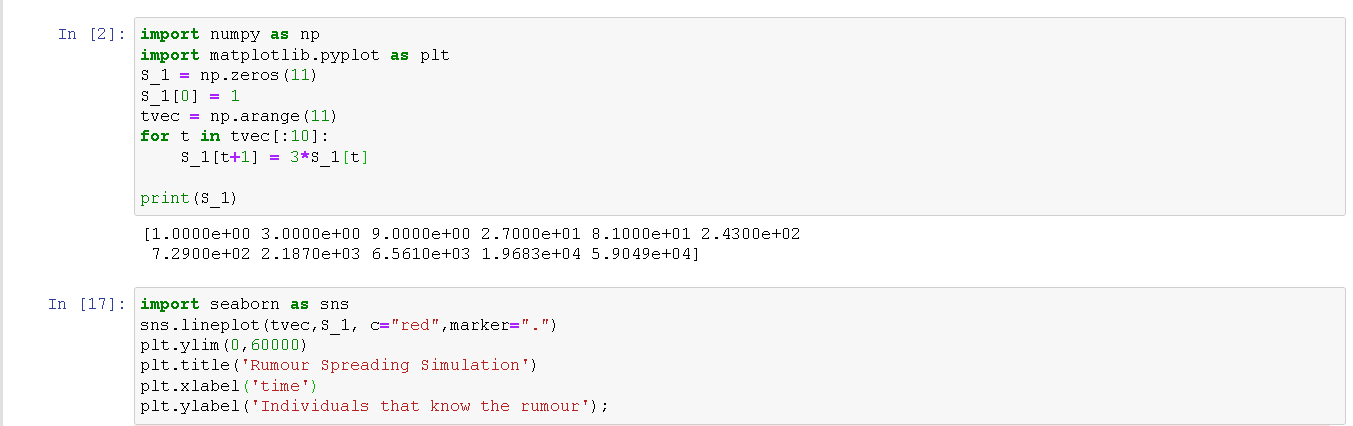 In [2]: import numpy as np
import matplotlib.pyplot as plt
S_1 = np.zeros(11)
S_1[0] = 1
tvec = np.arange(11)
for t in tvec[:10]:
    S_1[t+1] = 3*S_1[t]
print(S_1)
[1.0000e+00 3.0000e+00 9.0000e+00 2.7000e+01 8.1000e+01 2.4300e+02
 7.2900e+02 2.1870e+03 6.5610e+03 1.9683e+04 5.9049e+04]
In [17]: import seaborn as sns
sns.lineplot(tvec,S_1, c="red",marker=".")
plt.ylim(0,60000)
plt.title('Rumour Spreading Simulation')
plt.xlabel('time')
plt.ylabel('Individuals that know the rumour');